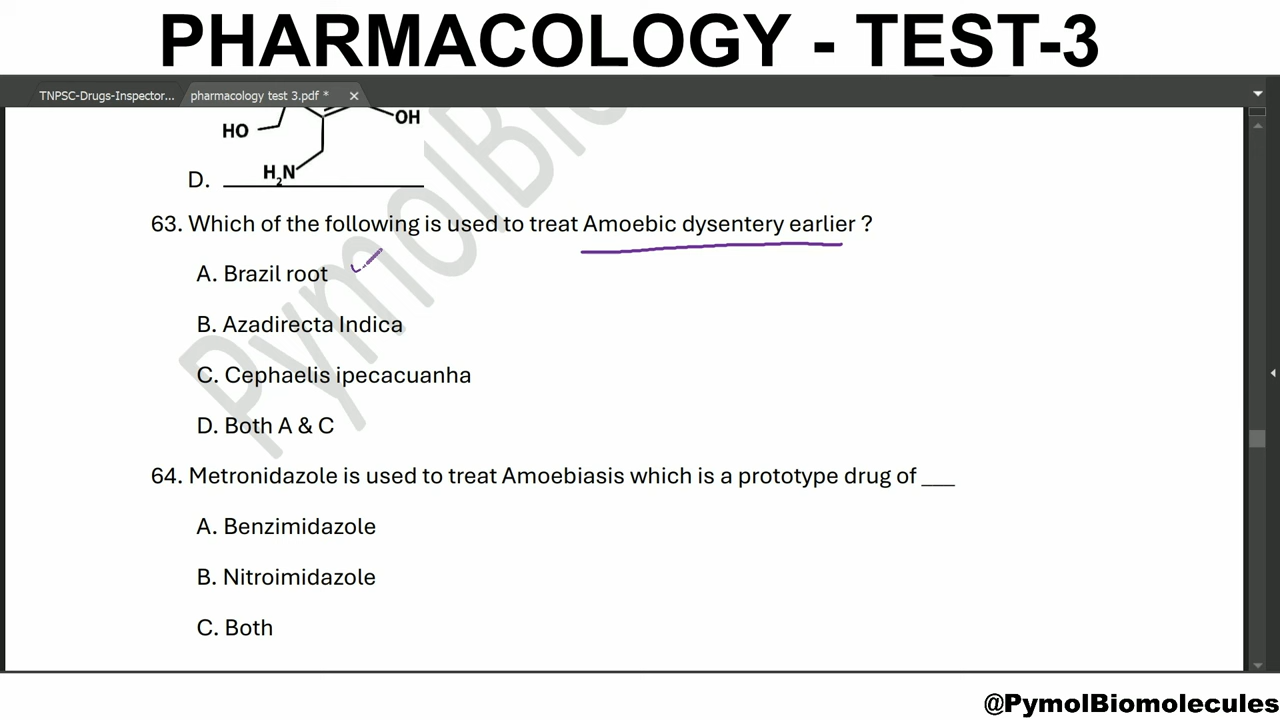 PHARMACOLOGY - TEST-3
TNPSC-Drugs-Inspector... pharmacology test 3.pdf *
HO OH
H2N
D.
63. Which of the following is used to treat Amoebic dysentery earlier ?
A. Brazil root
B. Azadirecta Indica
C. Cephaelis ipecacuanha
D. Both A & C
64. Metronidazole is used to treat Amoebiasis which is a prototype drug of ___
A. Benzimidazole
B. Nitroimidazole
C. Both
PymolBio
@PymolBiomolecules